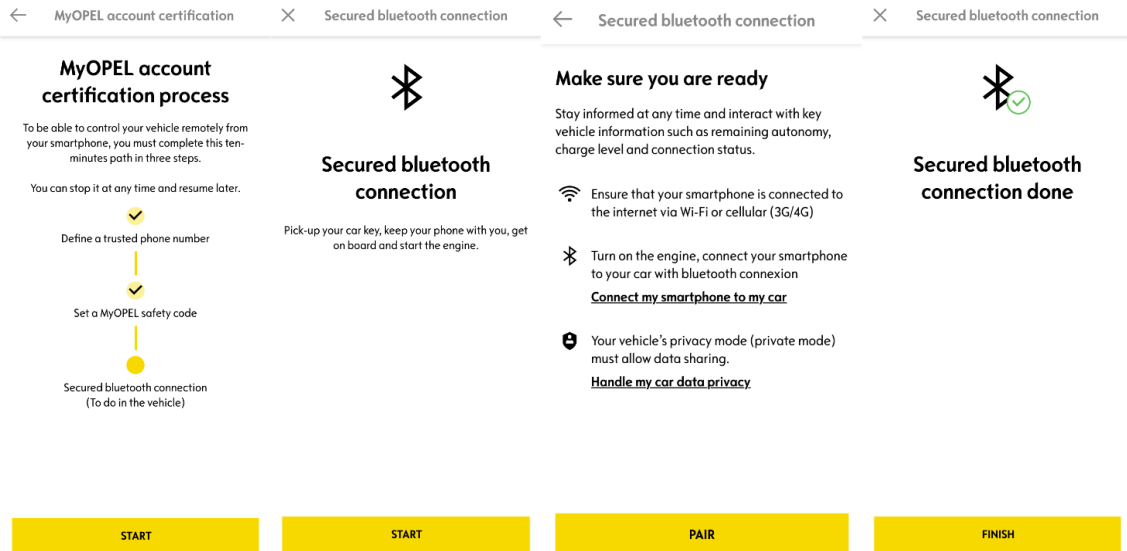 MyOPEL account certification
MyOPEL account
certification process
To be able to control your vehicle remotely from
your smartphone, you must complete this ten-
minutes path in three steps.
You can stop it at any time and resume later.
Define a trusted phone number
Set a MyOPEL safety code
Secured bluetooth connection
(To do in the vehicle)
START
Secured bluetooth connection
Secured bluetooth
connection
Pick-up your car key, keep your phone with you, get
on board and start the engine.
START
Secured bluetooth connection
Make sure you are ready
Stay informed at any time and interact with key
vehicle information such as remaining autonomy,
charge level and connection status.
Ensure that your smartphone is connected to
the internet via Wi-Fi or cellular (3G/4G)
Turn on the engine, connect your smartphone
to your car with bluetooth connexion
Connect my smartphone to my car
Your vehicle's privacy mode (private mode)
must allow data sharing.
Handle my car data privacy
PAIR
Secured bluetooth connection
Secured bluetooth
connection done
FINISH